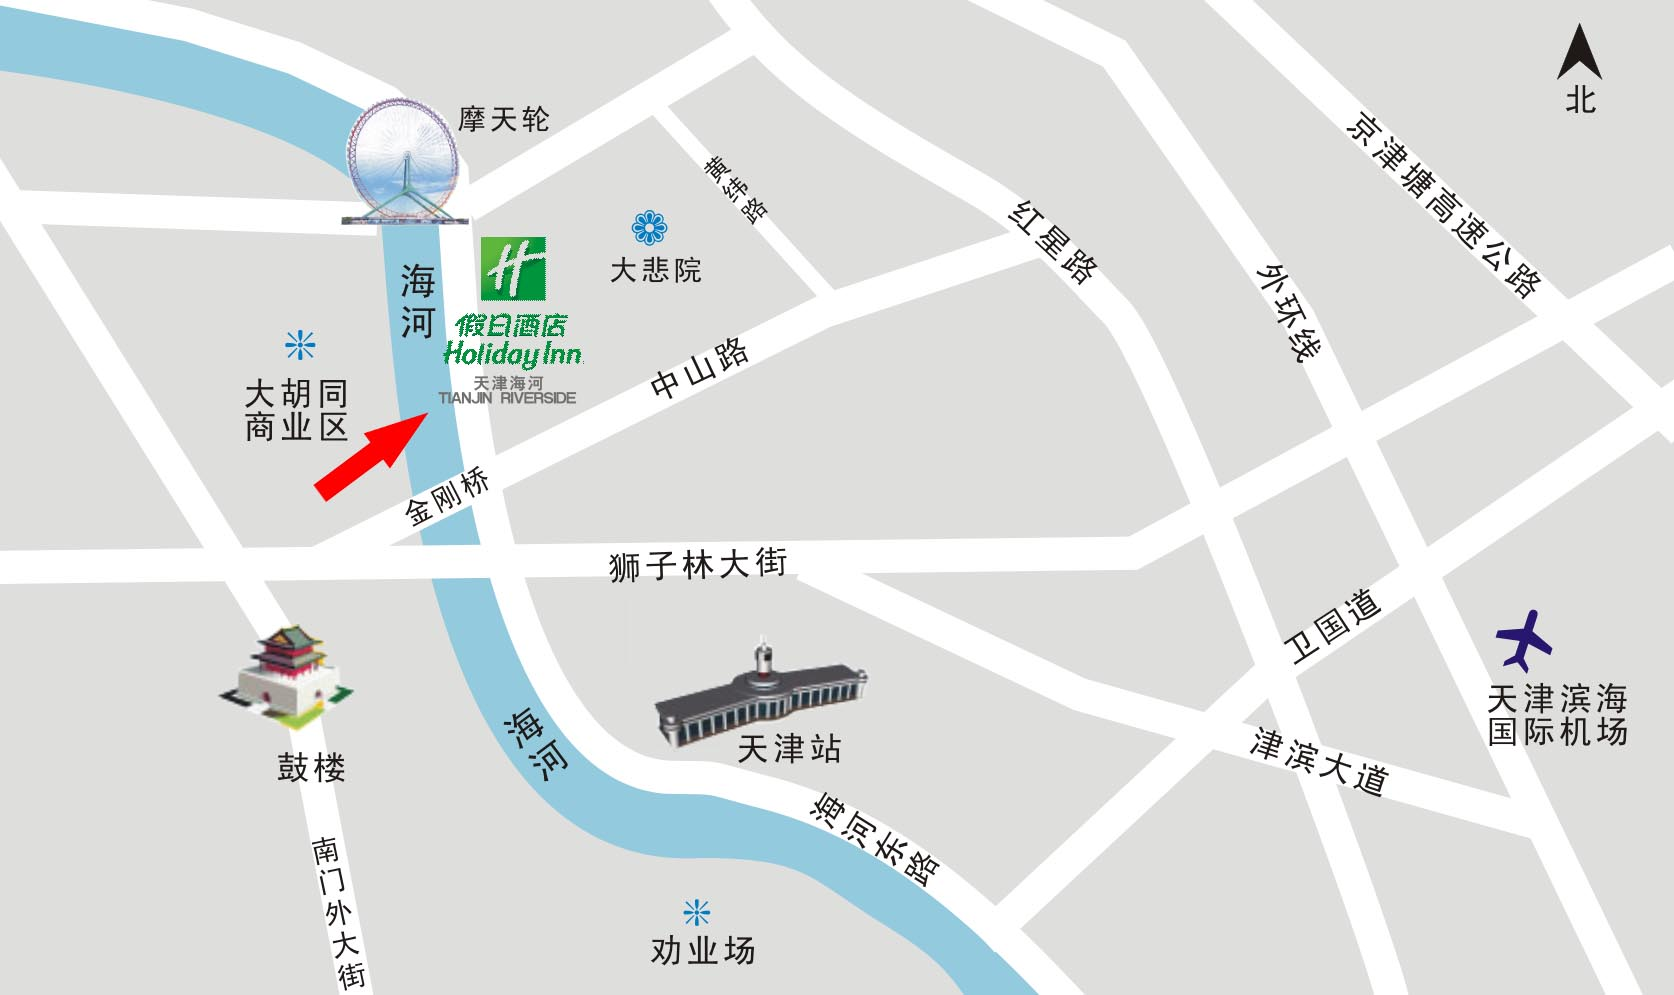 北
摩天轮
京津塘高速公路
黄纬路
红星路
大悲院
外环线
海河
假日酒店
Holiday Inn
天津海河
TIANJIN RIVERSIDE
中山路
大胡同
商业区
金刚桥
狮子林大街
卫国道
天津滨海
国际机场
海河
天津站
津滨大道
鼓楼
海河东路
南门外大街
劝业场